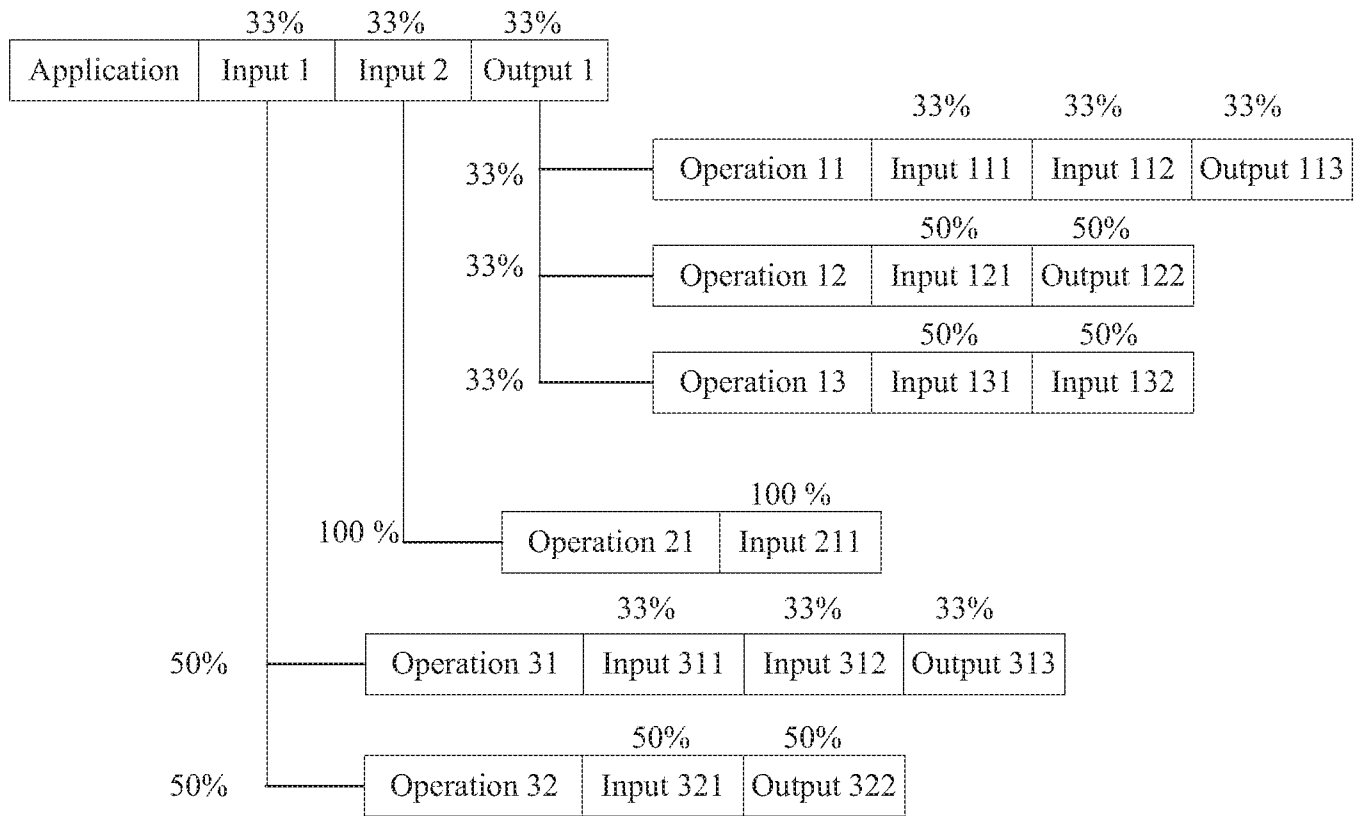 33% 33% 33%
Application Input 1 Input 2 Output 1
33% 33% 33%
33% Operation 11 Input 111 Input 112 Output 113
50% 50%
33% Operation 12 Input 121 Output 122
50% 50%
33% Operation 13 Input 131 Input 132
100 %
100 % Operation 21 Input 211
33% 33% 33%
50% Operation 31 Input 311 Input 312 Output 313
50% 50%
50% Operation 32 Input 321 Output 322